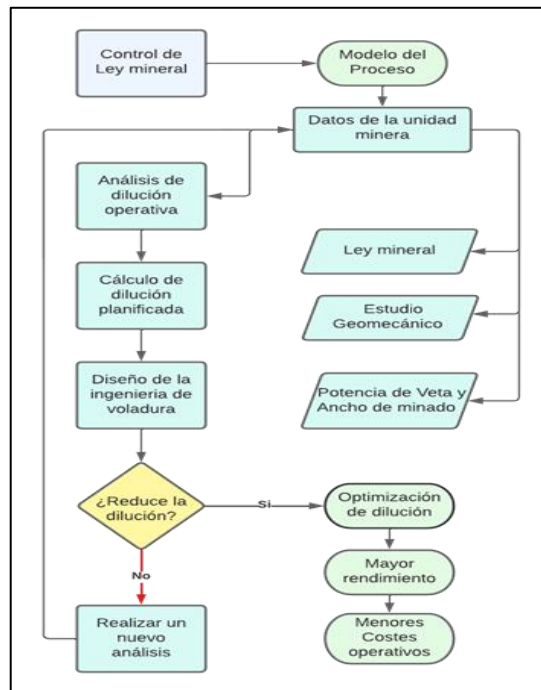 Control de
Ley mineral
Modelo del
Proceso
Datos de la unidad
minera
Análisis de
dilución
operativa
Ley mineral
Cálculo de
dilución
planificada
Estudio
Geomecánico
Diseño de la
ingenieria de
voladura
Potencia de Veta y
Ancho de minado
¿Reduce la
dilución?
Si
Optimización
de dilución
No
Mayor
rendimiento
Realizar un
nuevo
análisis
Menores
Costes
operativos